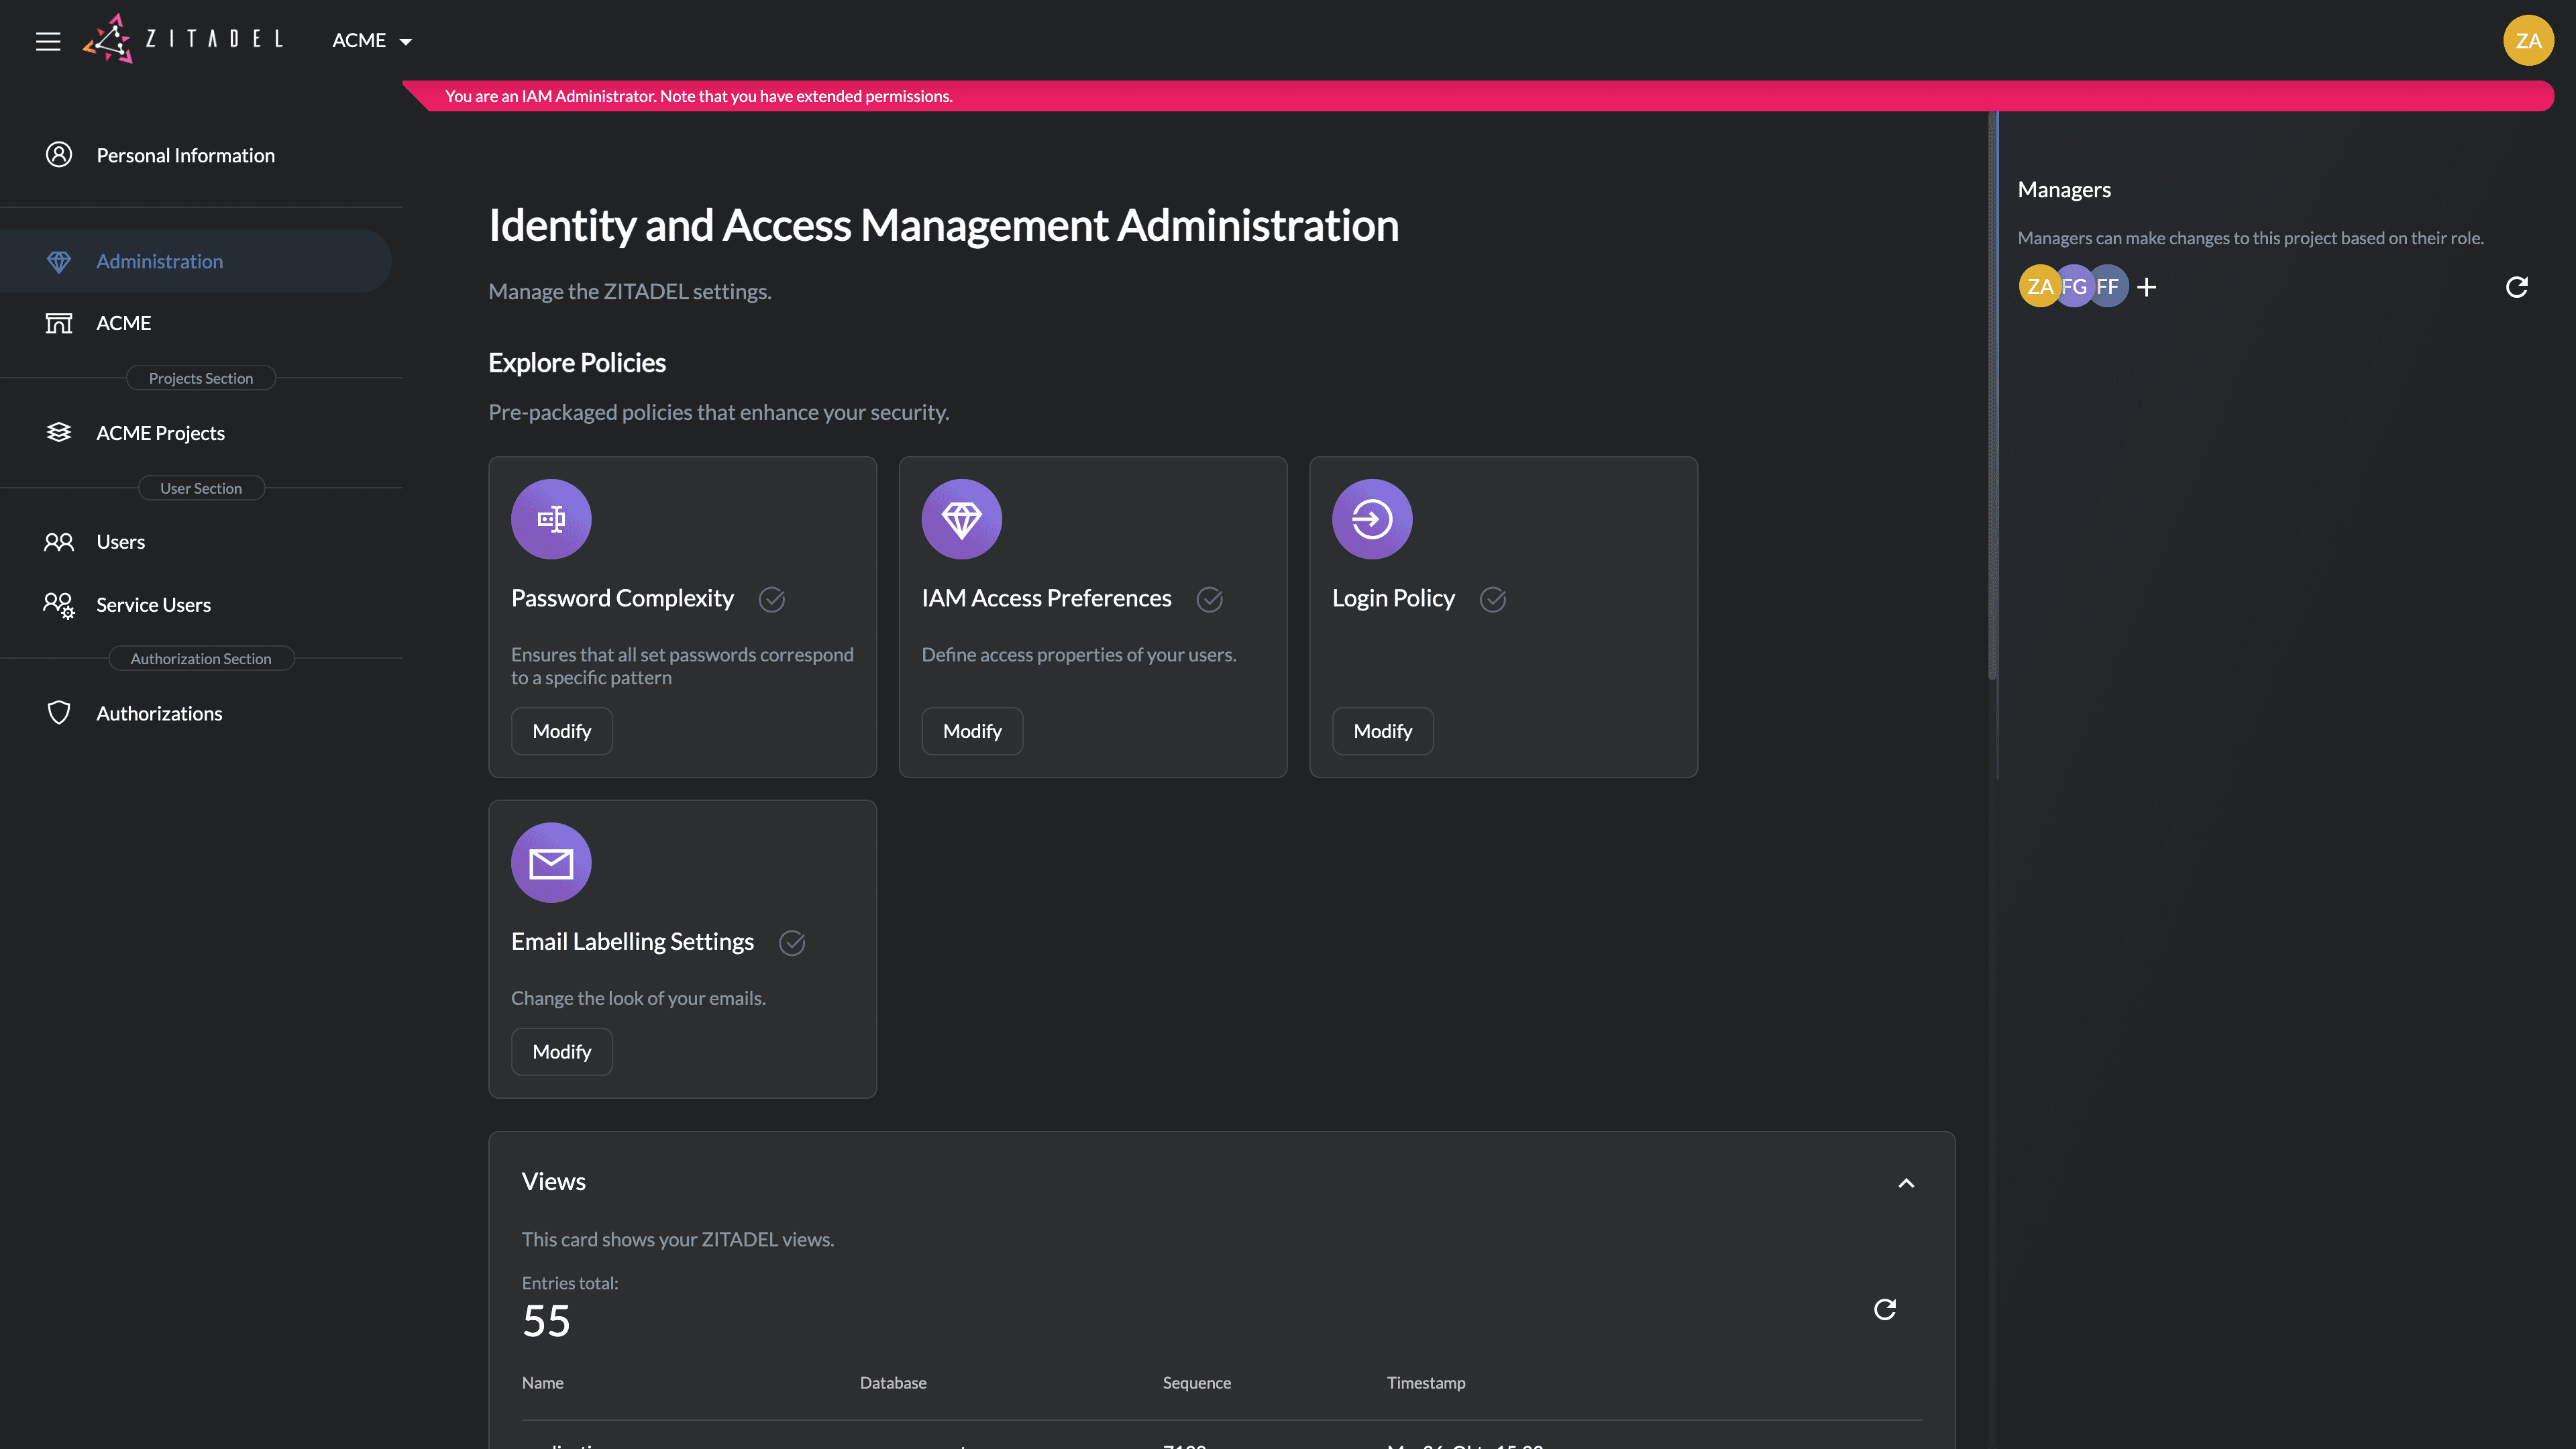 ZITADEL
ACME
ZA
You are an IAM Administrator. Note that you have extended permissions.
Personal Information
Administration
ACME
Projects Section
ACME Projects
User Section
Users
Service Users
Authorization Section
Authorizations
Identity and Access Management Administration
Manage the ZITADEL settings.
Explore Policies
Pre-packaged policies that enhance your security.
Password Complexity
Ensures that all set passwords correspond
to a specific pattern
Modify
IAM Access Preferences
Define access properties of your users.
Modify
Login Policy
Modify
Email Labelling Settings
Change the look of your emails.
Modify
Views
This card shows your ZITADEL views.
Entries total:
55
Name Database Sequence Timestamp
Managers
Managers can make changes to this project based on their role.
ZA FG FF